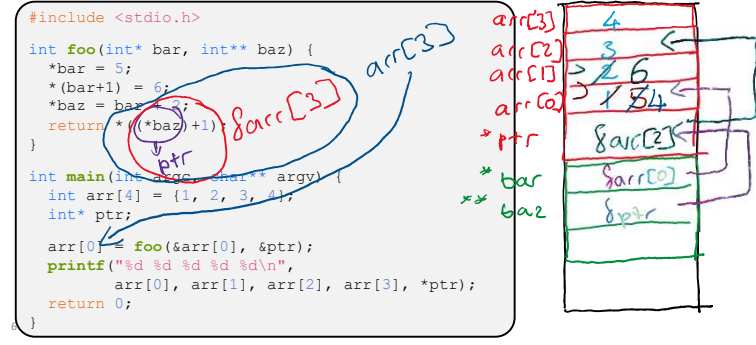 #include <stdio.h>
int foo(int* bar, int** baz) {
*bar = 5;
*(bar+1) = 6;
*baz = bar + 2;
return *((*baz)+1);
}
int main(int argc, char** argv) {
int arr[4] = {1, 2, 3, 4};
int* ptr;
arr[0] = foo(&arr[0], &ptr);
printf("%d %d %d %d %d\n",
arr[0], arr[1], arr[2], arr[3], *ptr);
return 0;
}
6
&arr[3]
arr[3]
ptr
arr[3] 4
arr[2] 3
arr[1] 2 6
arr[0] 1 5 4
*ptr &arr[2]
*bar &arr[0]
**baz &ptr